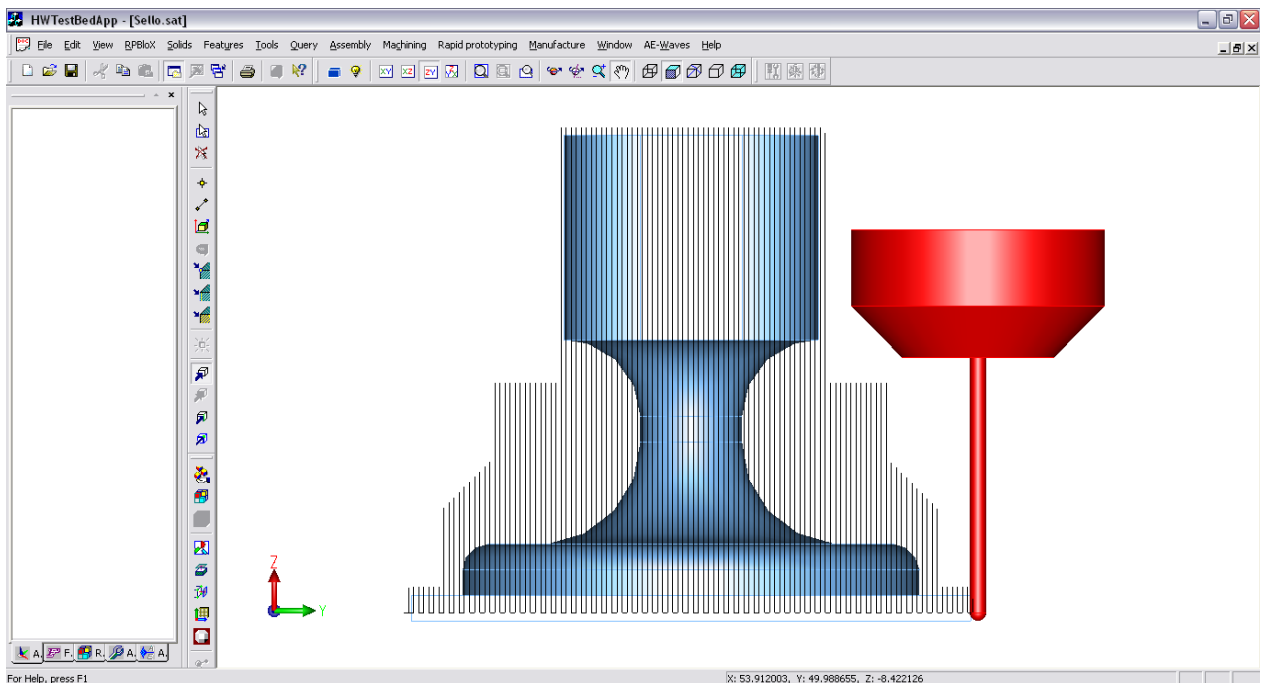 HWTestBedApp - [Sello.sat]
File Edit View RPBloX Solids Features Tools Query Assembly Machining Rapid prototyping Manufacture Window AE-Waves Help
XY XZ ZY
Z
Y
A. F. R. A. A.
For Help, press F1 X: 53.912003, Y: 49.988655, Z: -8.422126